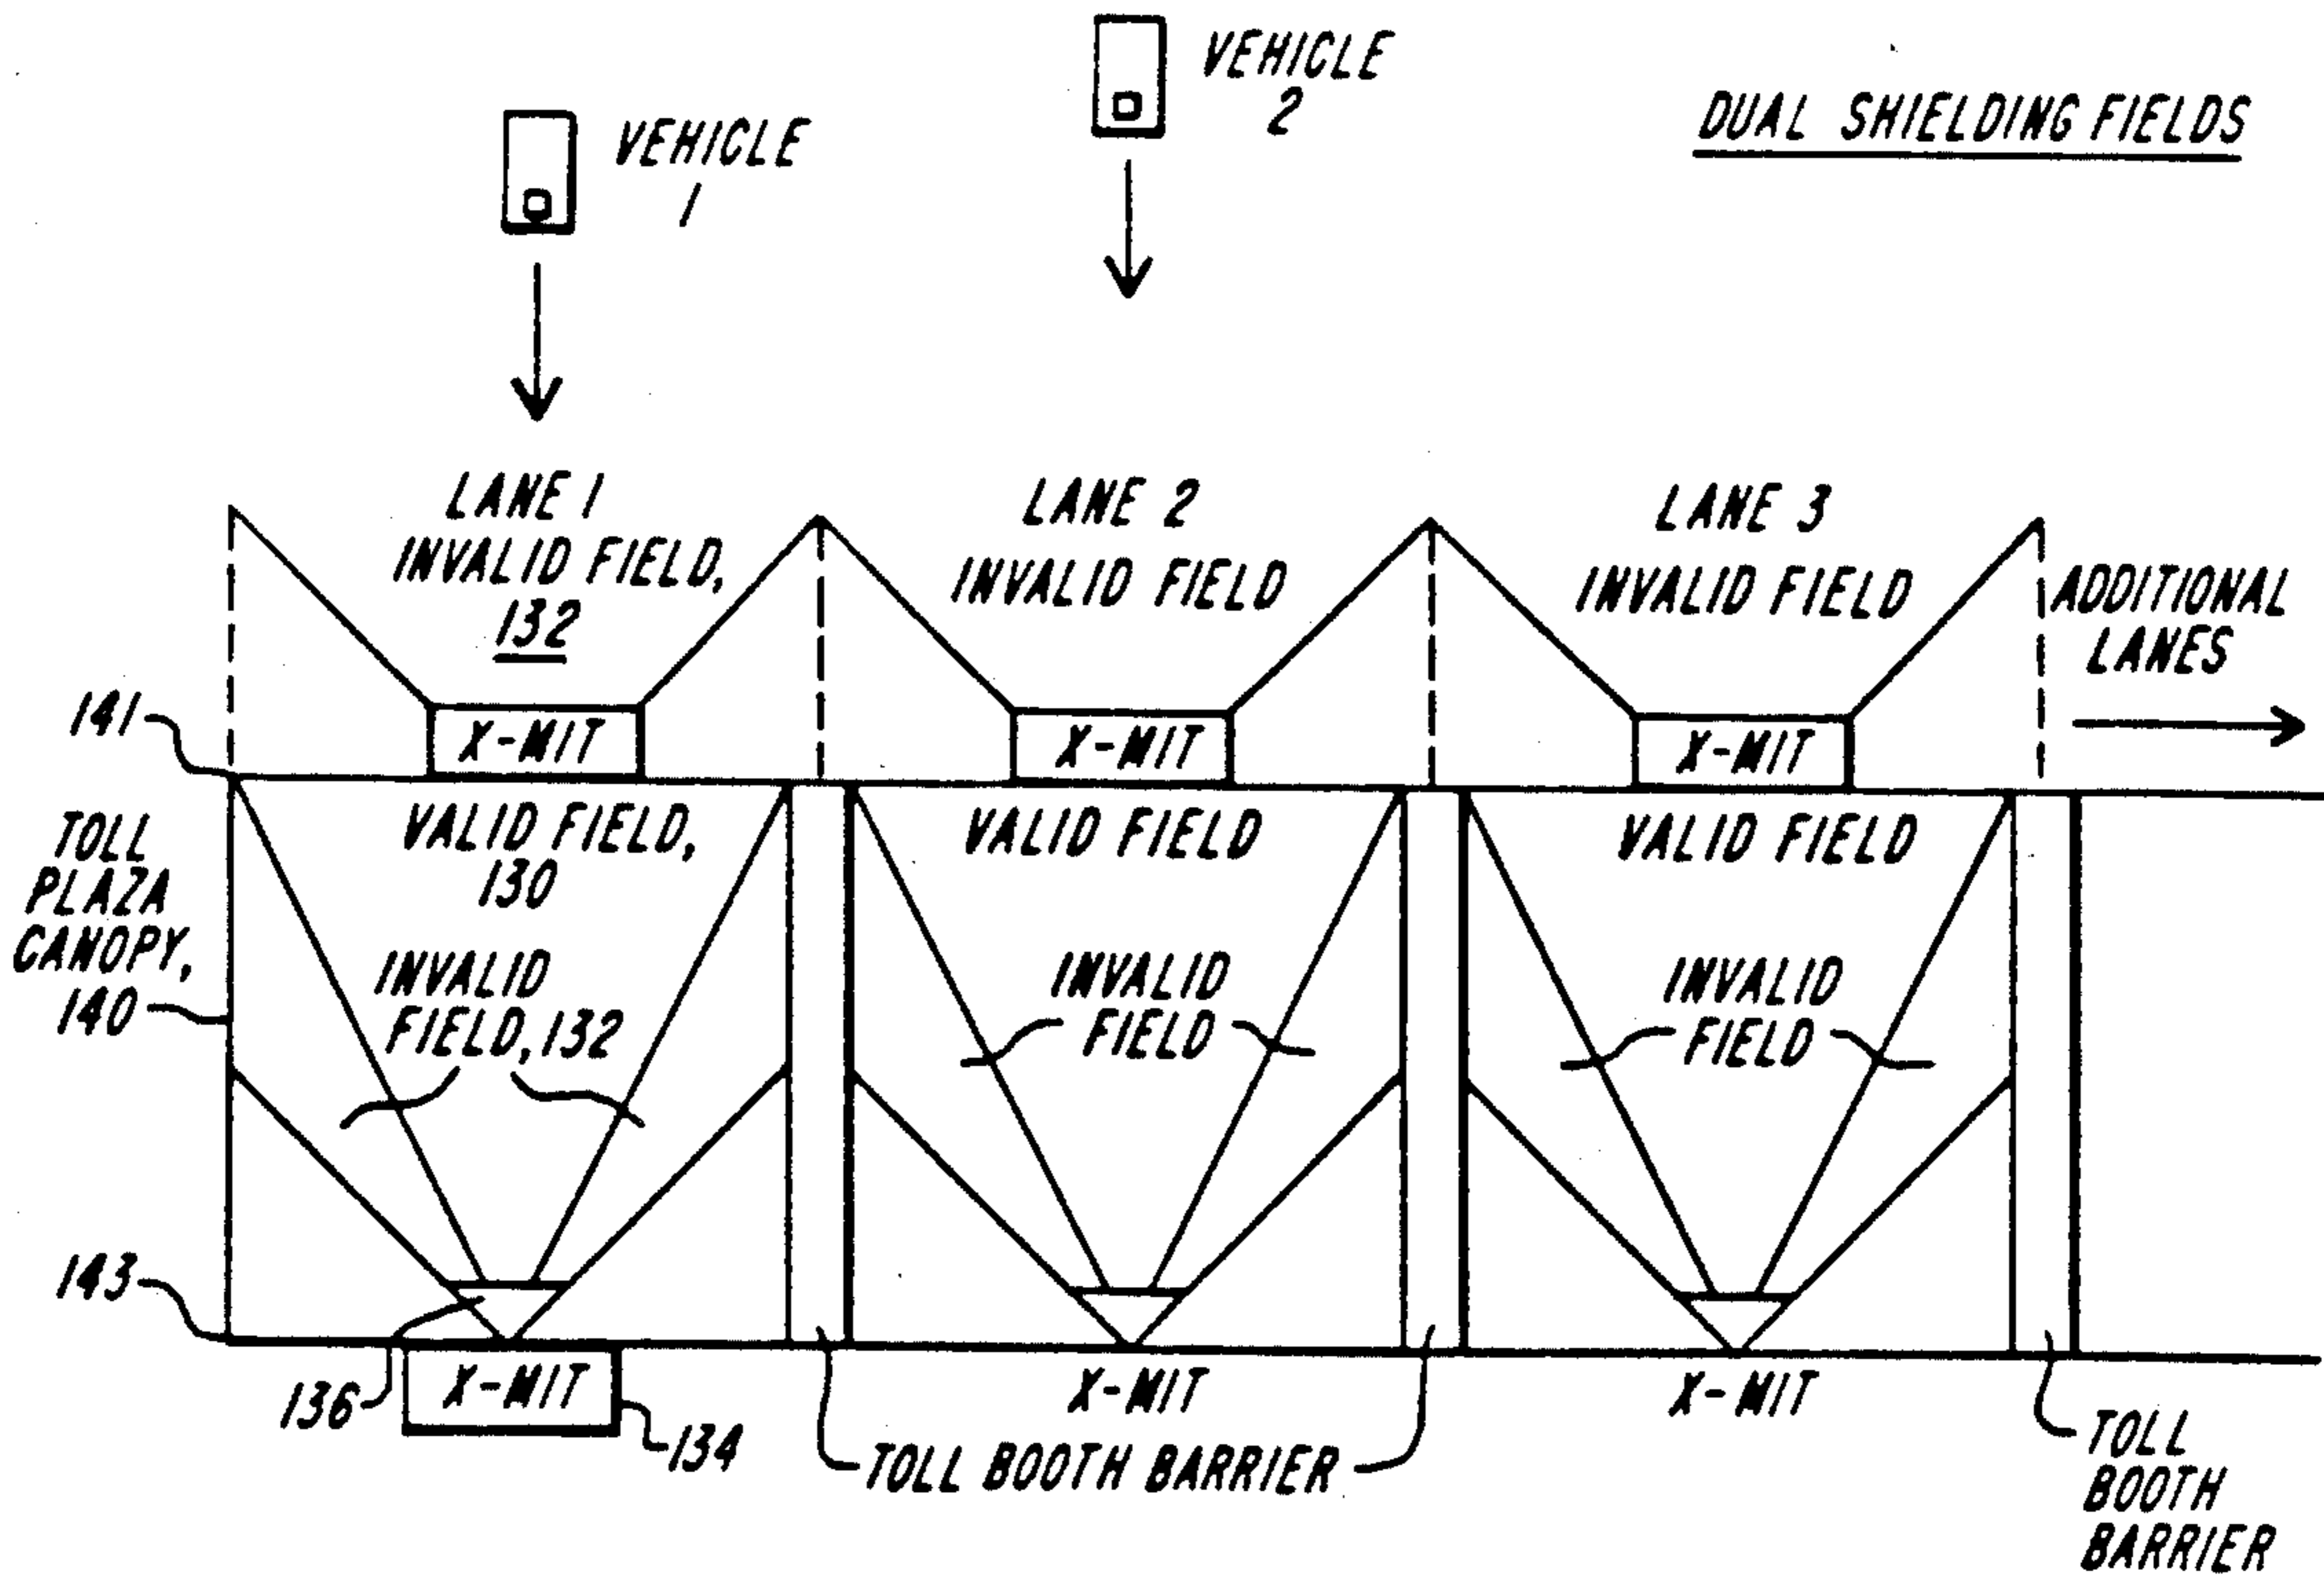 VEHICLE
1
VEHICLE
2
DUAL SHIELDING FIELDS
LANE 1
INVALID FIELD,
132
LANE 2
INVALID FIELD
LANE 3
INVALID FIELD
ADDITIONAL
LANES
141
X-MIT
X-MIT
X-MIT
TOLL
PLAZA
CANOPY,
140
VALID FIELD,
130
VALID FIELD
VALID FIELD
INVALID
FIELD, 132
INVALID
FIELD
INVALID
FIELD
143
136
X-MIT
134
X-MIT
X-MIT
TOLL BOOTH BARRIER
TOLL
BOOTH
BARRIER